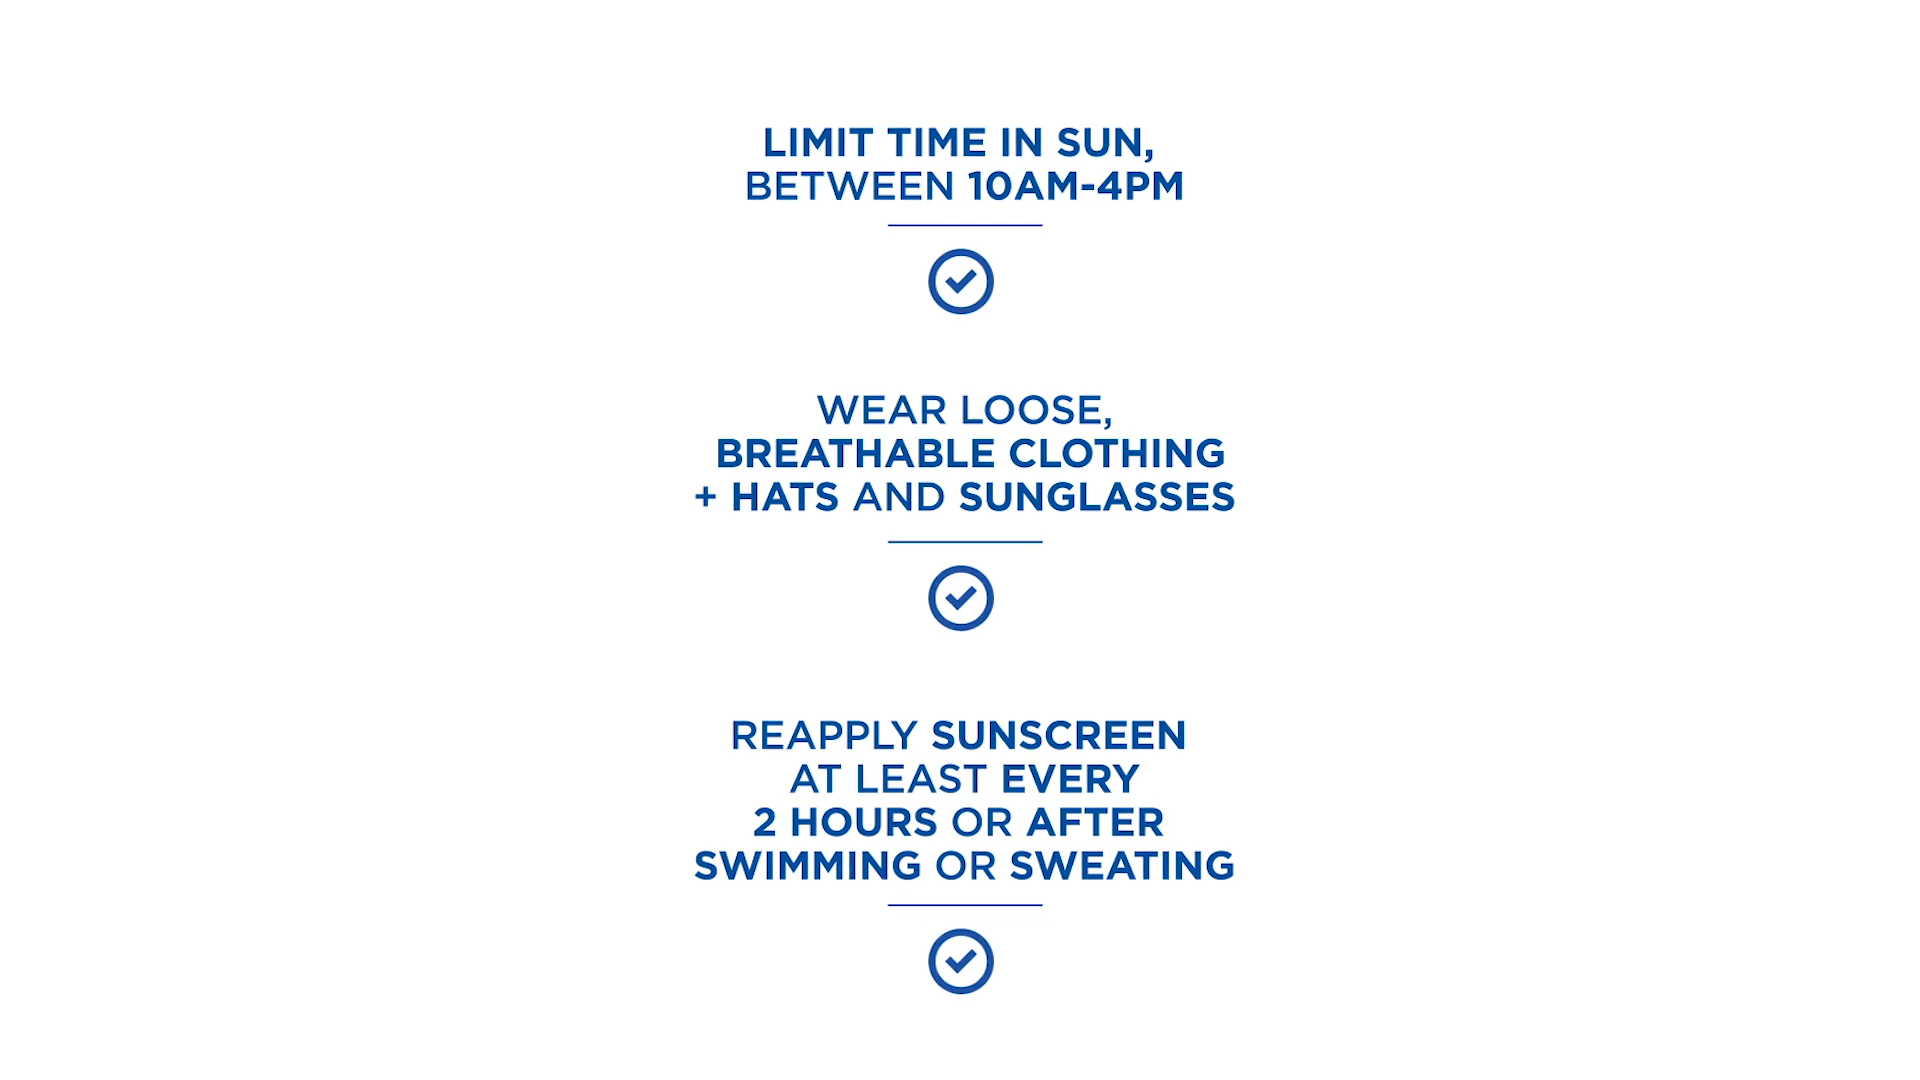 LIMIT TIME IN SUN,
BETWEEN 10AM-4PM
WEAR LOOSE,
BREATHABLE CLOTHING
+ HATS AND SUNGLASSES
REAPPLY SUNSCREEN
AT LEAST EVERY
2 HOURS OR AFTER
SWIMMING OR SWEATING